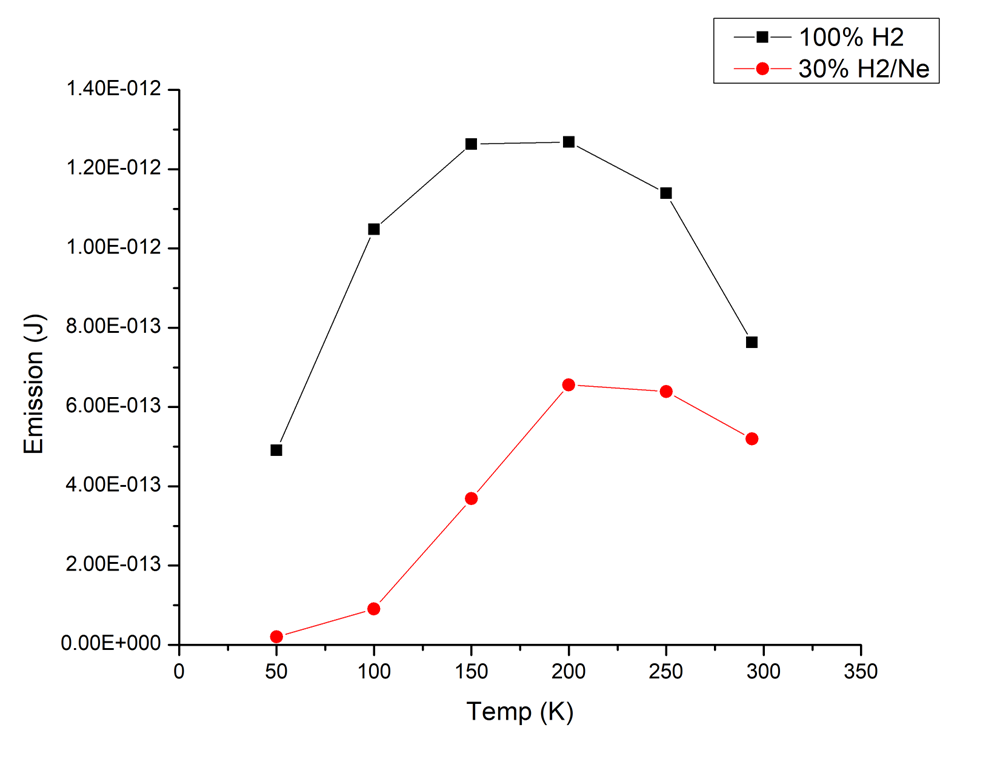 100% H2
30% H2/Ne
1.40E-012
1.20E-012
1.00E-012
8.00E-013
6.00E-013
4.00E-013
2.00E-013
0.00E+000
Emission (J)
0 50 100 150 200 250 300 350
Temp (K)